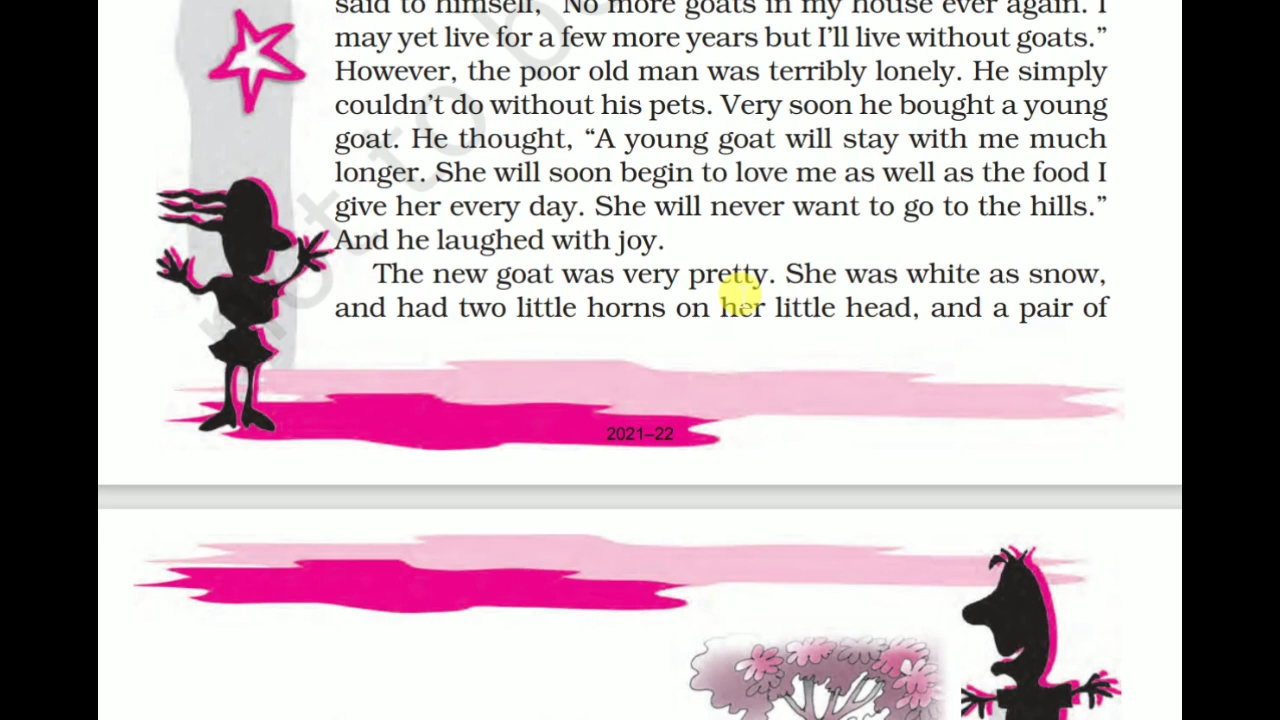 said to himself, "No more goats in my house ever again. I
may yet live for a few more years but I'll live without goats."
However, the poor old man was terribly lonely. He simply
couldn't do without his pets. Very soon he bought a young
goat. He thought, "A young goat will stay with me much
longer. She will soon begin to love me as well as the food I
give her every day. She will never want to go to the hills."
And he laughed with joy.
The new goat was very pretty. She was white as snow,
and had two little horns on her little head, and a pair of
2021–22
not to b